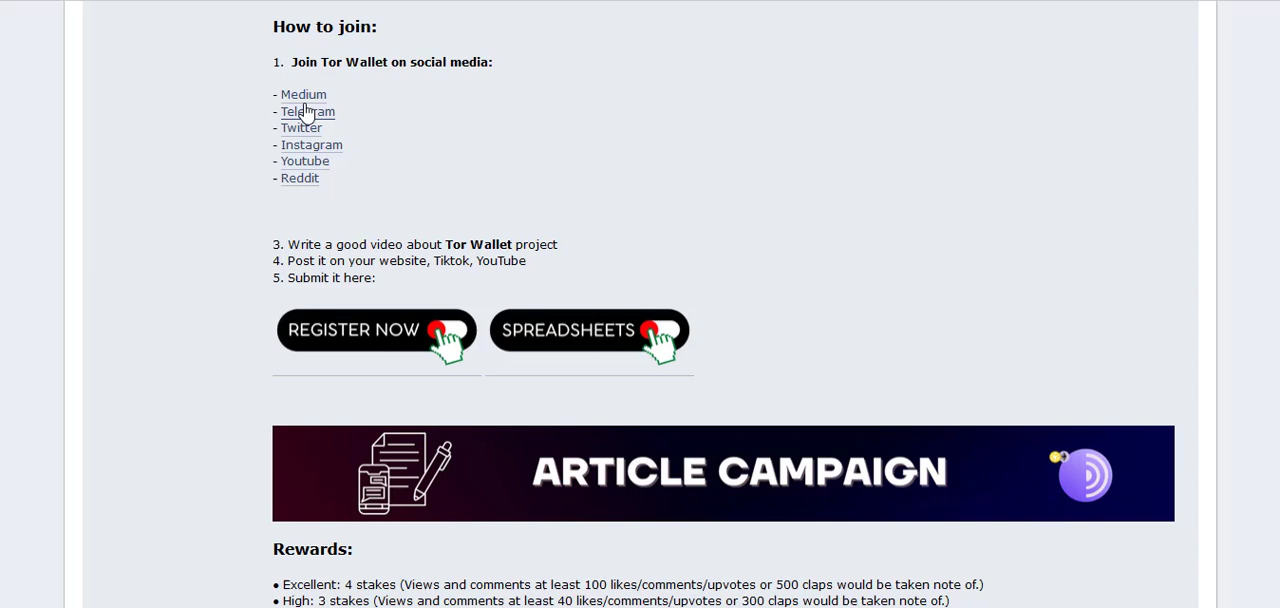 How to join:
1. Join Tor Wallet on social media:
- Medium
- Telegram
- Twitter
- Instagram
- Youtube
- Reddit
3. Write a good video about Tor Wallet project
4. Post it on your website, Tiktok, YouTube
5. Submit it here:
REGISTER NOW SPREADSHEETS
ARTICLE CAMPAIGN
Rewards:
● Excellent: 4 stakes (Views and comments at least 100 likes/comments/upvotes or 500 claps would be taken note of.)
● High: 3 stakes (Views and comments at least 40 likes/comments/upvotes or 300 claps would be taken note of.)